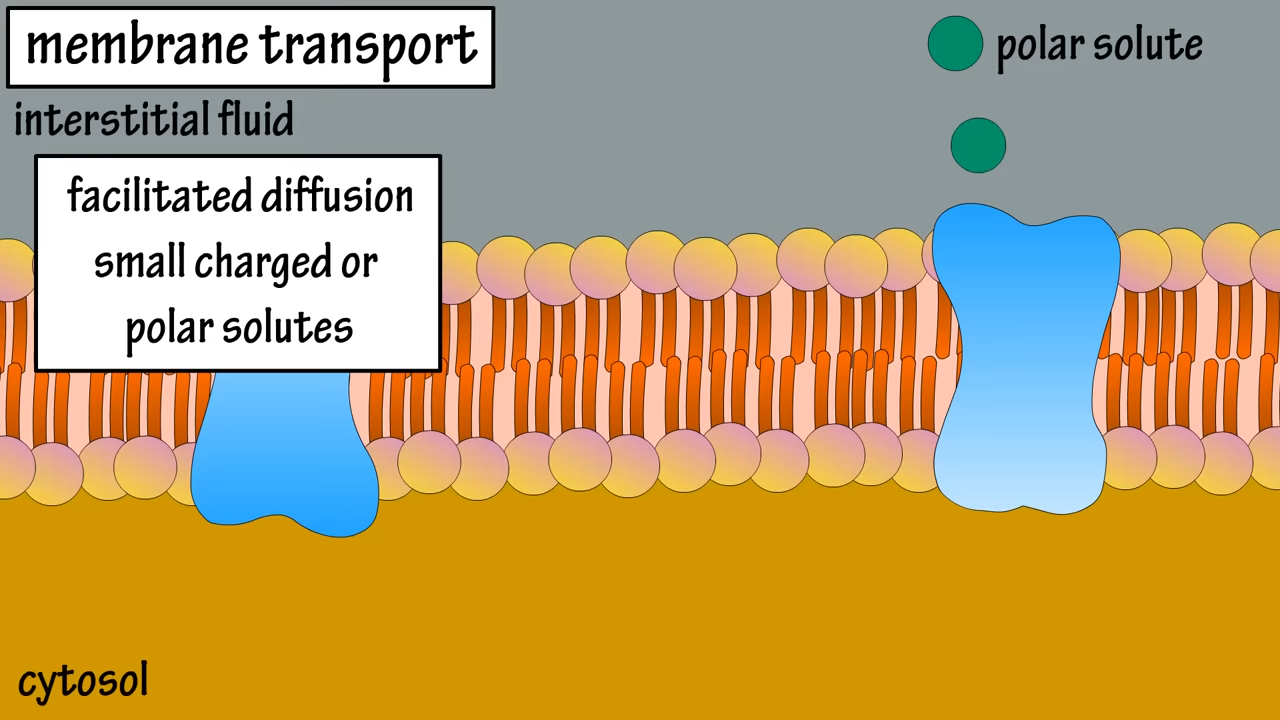 membrane transport
polar solute
interstitial fluid
facilitated diffusion
small charged or
polar solutes
cytosol